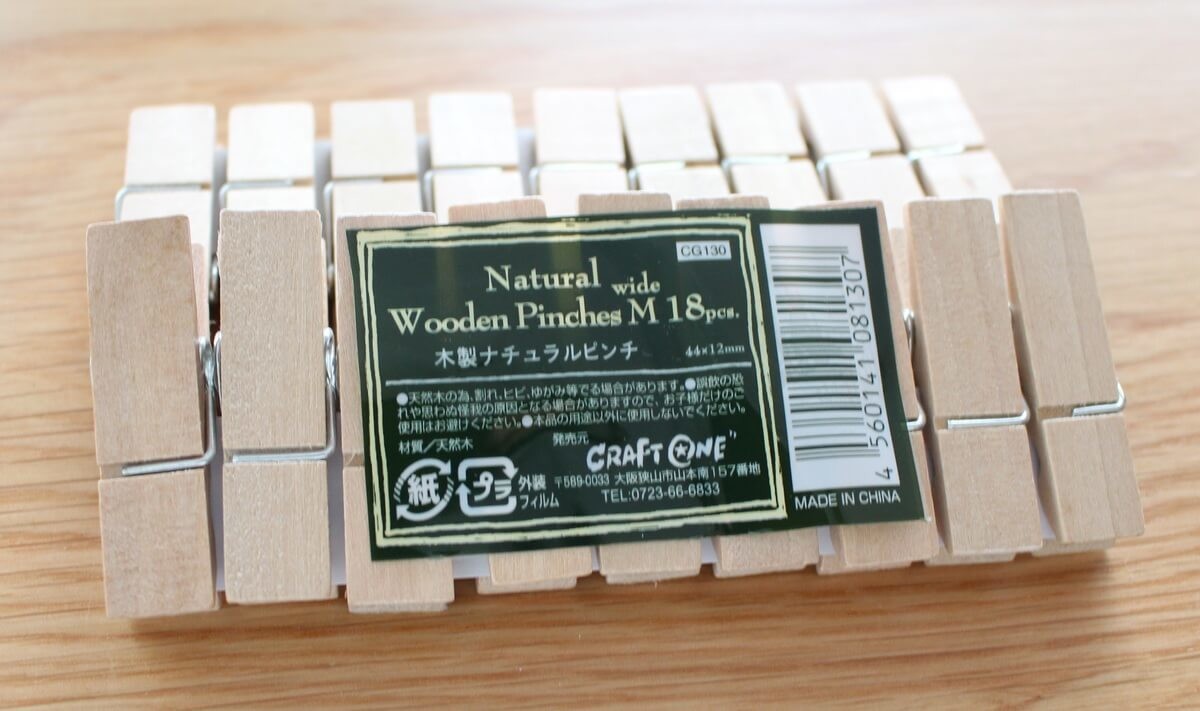 CG130
Natural wide
Wooden Pinches M 18pcs.
木製ナチュラルピンチ 44×12mm
●天然木の為、割れ、ヒビ、ゆがみ等でる場合があります。●誤飲の恐
れや思わぬ怪我の原因となる場合がありますので、お子様だけのご
使用はお避けください。●本品の用途以外に使用しないでください。
材質／天然木 発売元
CRAFT ONE
紙 プラ 外装
フィルム
〒589-0033 大阪狭山市山本南157番地
TEL:0723-66-6833
4 560141 081307
MADE IN CHINA